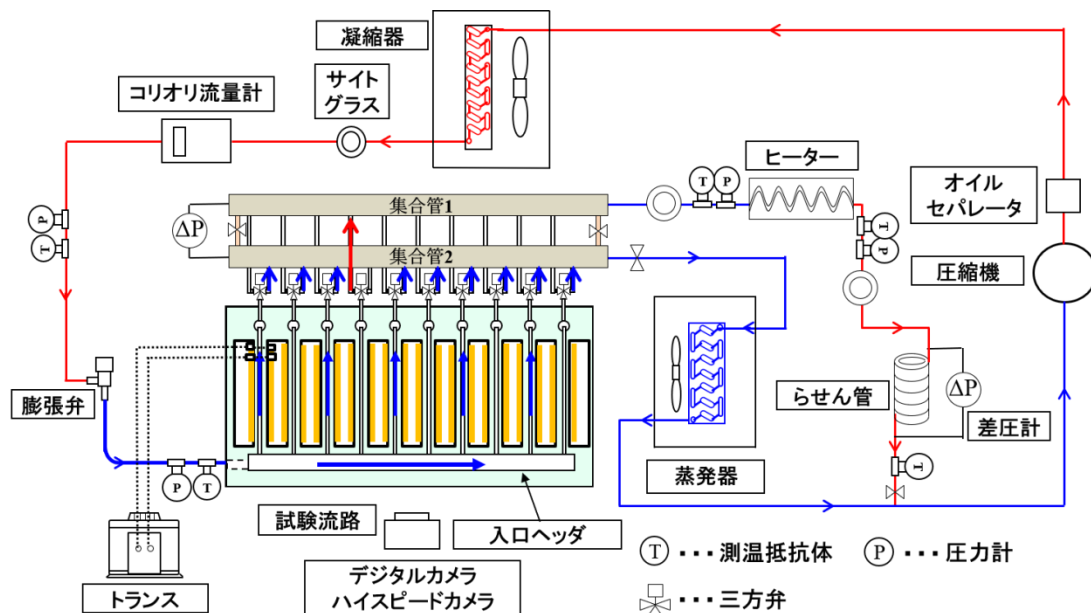 凝縮器
サイト
グラス
コリオリ流量計
ヒーター
T
P
オイル
セパレータ
集合管1
ΔP
集合管2
P
T
T
P
圧縮機
膨張弁
らせん管
ΔP
差圧計
蒸発器
P
T
T
試験流路
入口ヘッダ
トランス
デジタルカメラ
ハイスピードカメラ
T ・・・測温抵抗体
P ・・・圧力計
・・・三方弁